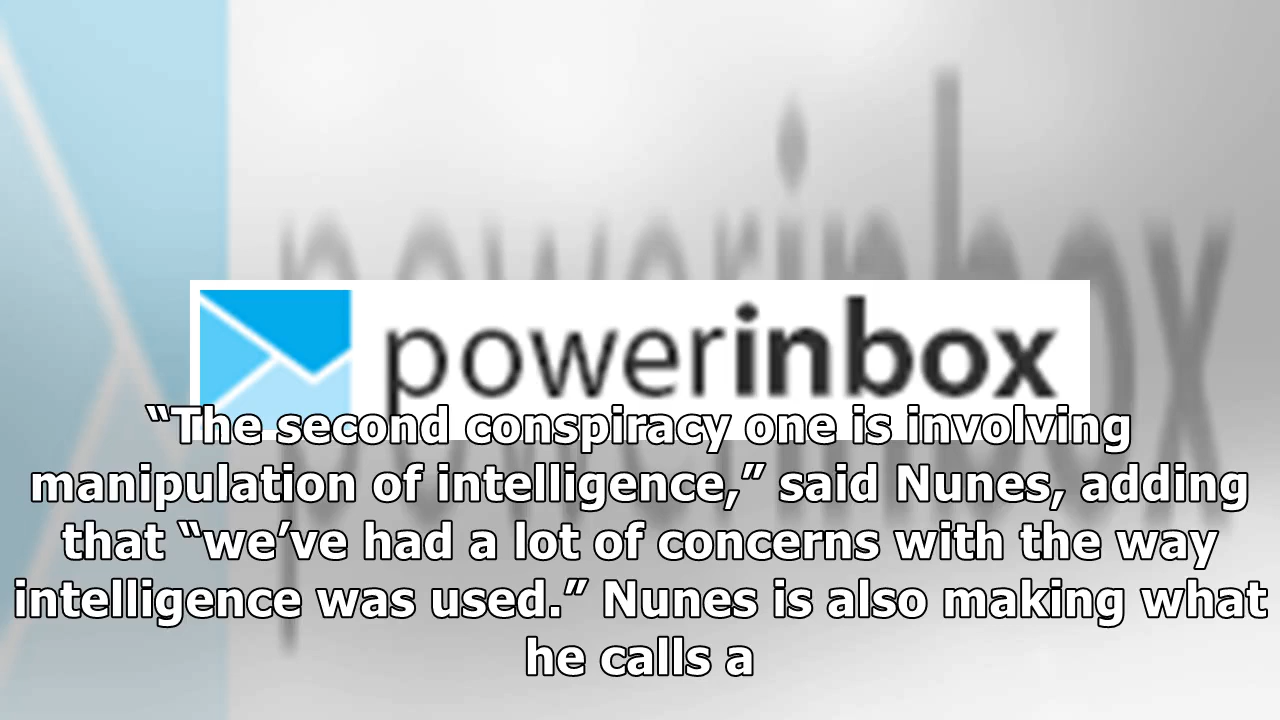 powerinbox
powerinbox
“The second conspiracy one is involving
manipulation of intelligence,” said Nunes, adding
that “we’ve had a lot of concerns with the way
intelligence was used.” Nunes is also making what
he calls a